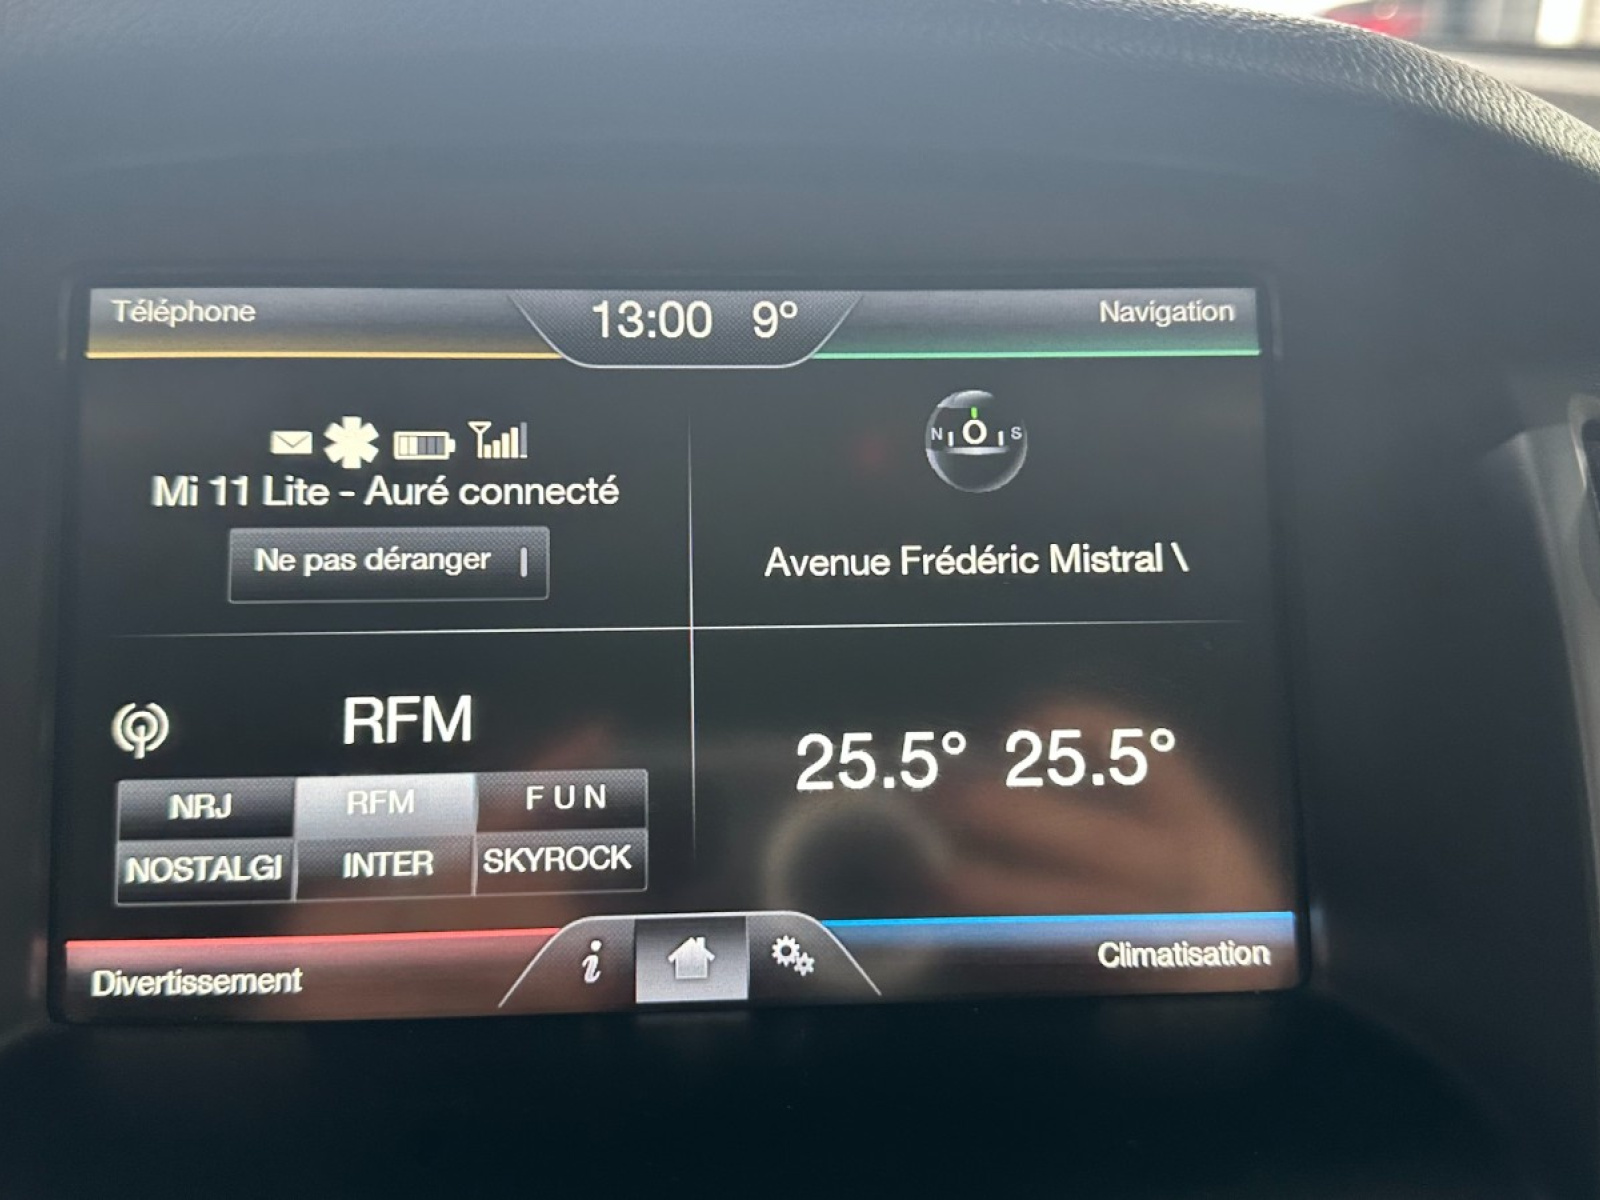 Téléphone
13:00 9°
Navigation
Mi 11 Lite - Auré connecté
Ne pas déranger
N O S
Avenue Frédéric Mistral \
RFM
NRJ RFM F U N
NOSTALGI INTER SKYROCK
25.5° 25.5°
Divertissement
i
Climatisation